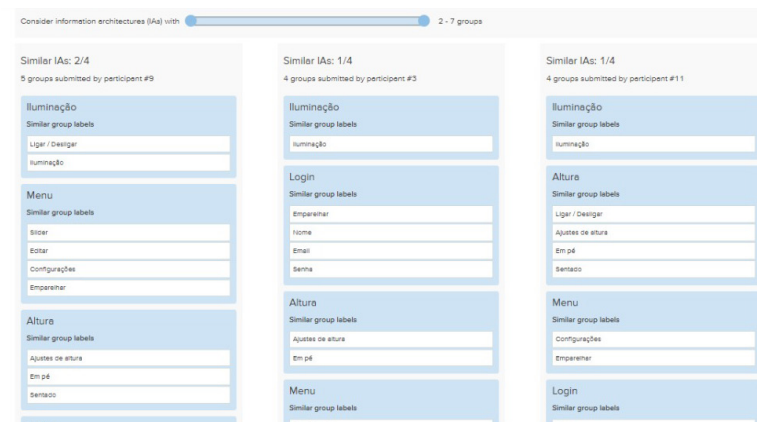 Consider information architectures (IAs) with
2 - 7 groups
Similar IAs: 2/4
5 groups submitted by participant #9
Iluminação
Similar group labels
Ligar / Desligar
Iluminação
Menu
Similar group labels
Slider
Editar
Configurações
Emparelhar
Altura
Similar group labels
Ajustes de altura
Em pé
Sentado
Similar IAs: 1/4
4 groups submitted by participant #3
Iluminação
Similar group labels
Iluminação
Login
Similar group labels
Emparelhar
Nome
Email
Senha
Altura
Similar group labels
Ajustes de altura
Em pé
Menu
Similar group labels
Similar IAs: 1/4
4 groups submitted by participant #11
Iluminação
Similar group labels
Iluminação
Altura
Similar group labels
Ligar / Desligar
Ajustes de altura
Em pé
Sentado
Menu
Similar group labels
Configurações
Emparelhar
Login
Similar group labels